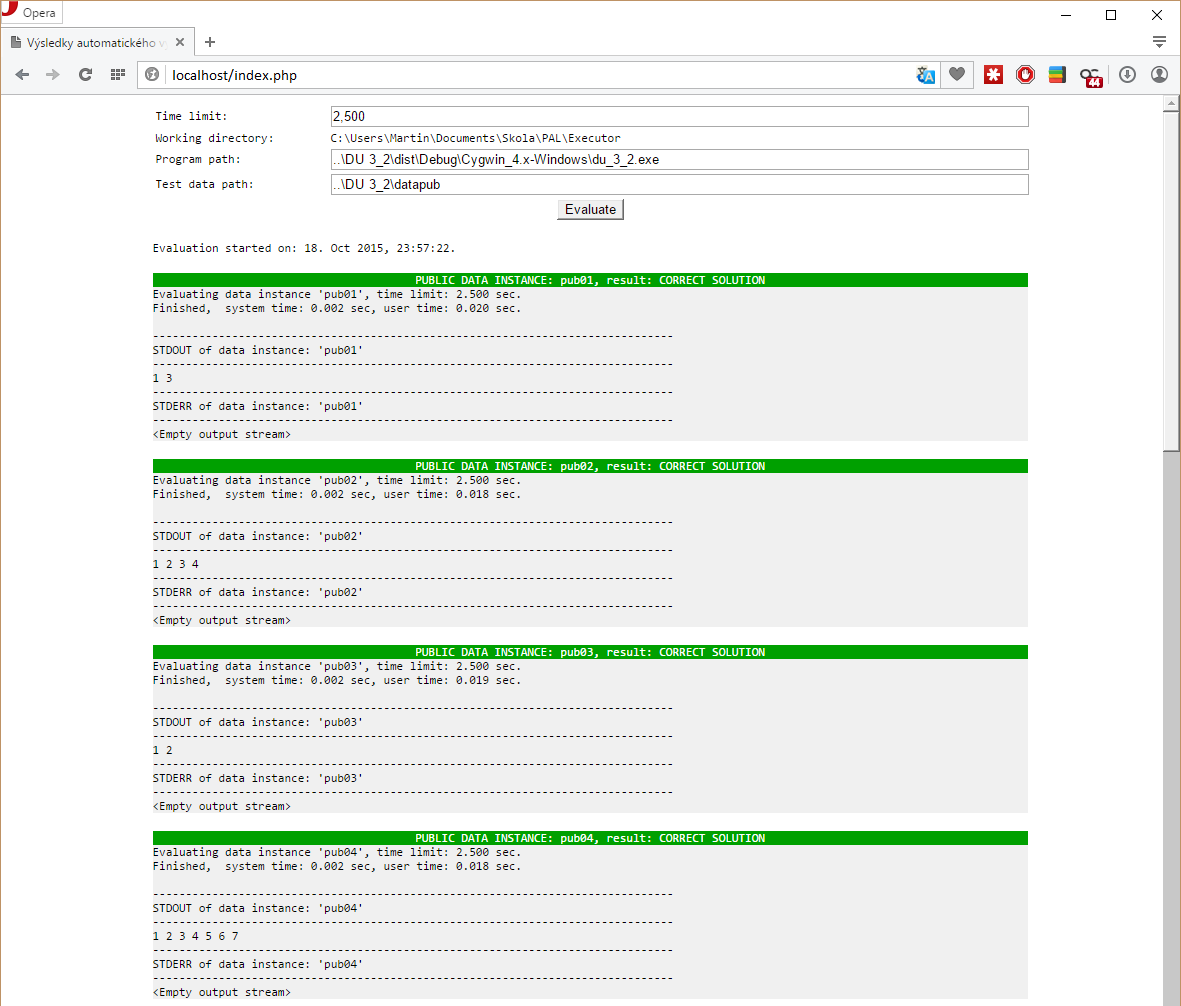 Opera
Výsledky automatického v
localhost/index.php
44
Time limit: 2,500
Working directory: C:\Users\Martin\Documents\Skola\PAL\Executor
Program path: ..\DU 3_2\dist\Debug\Cygwin_4.x-Windows\du_3_2.exe
Test data path: ..\DU 3_2\datapub
Evaluate
Evaluation started on: 18. Oct 2015, 23:57:22.
PUBLIC DATA INSTANCE: pub01, result: CORRECT SOLUTION
Evaluating data instance 'pub01', time limit: 2.500 sec.
Finished,  system time: 0.002 sec, user time: 0.020 sec.
-------------------------------------------------------------------------------
STDOUT of data instance: 'pub01'
-------------------------------------------------------------------------------
1 3
-------------------------------------------------------------------------------
STDERR of data instance: 'pub01'
-------------------------------------------------------------------------------
<Empty output stream>
PUBLIC DATA INSTANCE: pub02, result: CORRECT SOLUTION
Evaluating data instance 'pub02', time limit: 2.500 sec.
Finished,  system time: 0.002 sec, user time: 0.018 sec.
-------------------------------------------------------------------------------
STDOUT of data instance: 'pub02'
-------------------------------------------------------------------------------
1 2 3 4
-------------------------------------------------------------------------------
STDERR of data instance: 'pub02'
-------------------------------------------------------------------------------
<Empty output stream>
PUBLIC DATA INSTANCE: pub03, result: CORRECT SOLUTION
Evaluating data instance 'pub03', time limit: 2.500 sec.
Finished,  system time: 0.002 sec, user time: 0.019 sec.
-------------------------------------------------------------------------------
STDOUT of data instance: 'pub03'
-------------------------------------------------------------------------------
1 2
-------------------------------------------------------------------------------
STDERR of data instance: 'pub03'
-------------------------------------------------------------------------------
<Empty output stream>
PUBLIC DATA INSTANCE: pub04, result: CORRECT SOLUTION
Evaluating data instance 'pub04', time limit: 2.500 sec.
Finished,  system time: 0.002 sec, user time: 0.018 sec.
-------------------------------------------------------------------------------
STDOUT of data instance: 'pub04'
-------------------------------------------------------------------------------
1 2 3 4 5 6 7
-------------------------------------------------------------------------------
STDERR of data instance: 'pub04'
-------------------------------------------------------------------------------
<Empty output stream>